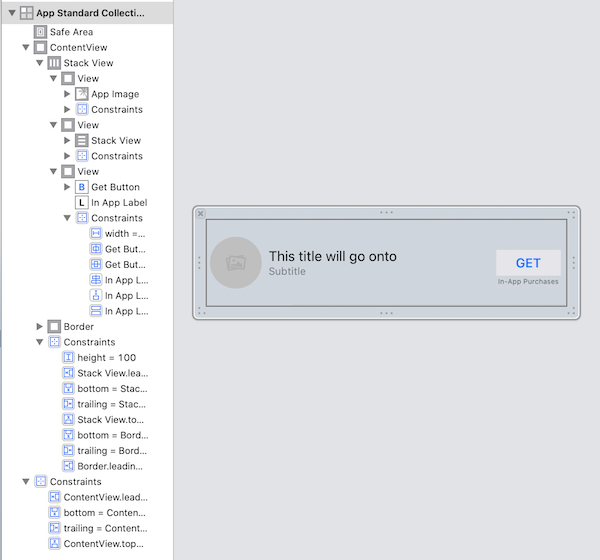 App Standard Collecti...
Safe Area
ContentView
Stack View
View
App Image
Constraints
View
Stack View
Constraints
View
B Get Button
L In App Label
Constraints
width =...
Get But...
Get But...
In App L...
In App L...
In App L...
Border
Constraints
height = 100
Stack View.lea...
bottom = Stac...
trailing = Stac...
Stack View.to...
bottom = Bord...
trailing = Bord...
Border.leadin...
Constraints
ContentView.lead...
bottom = Conten...
trailing = Content...
ContentView.top...
This title will go onto
Subtitle
GET
In-App Purchases